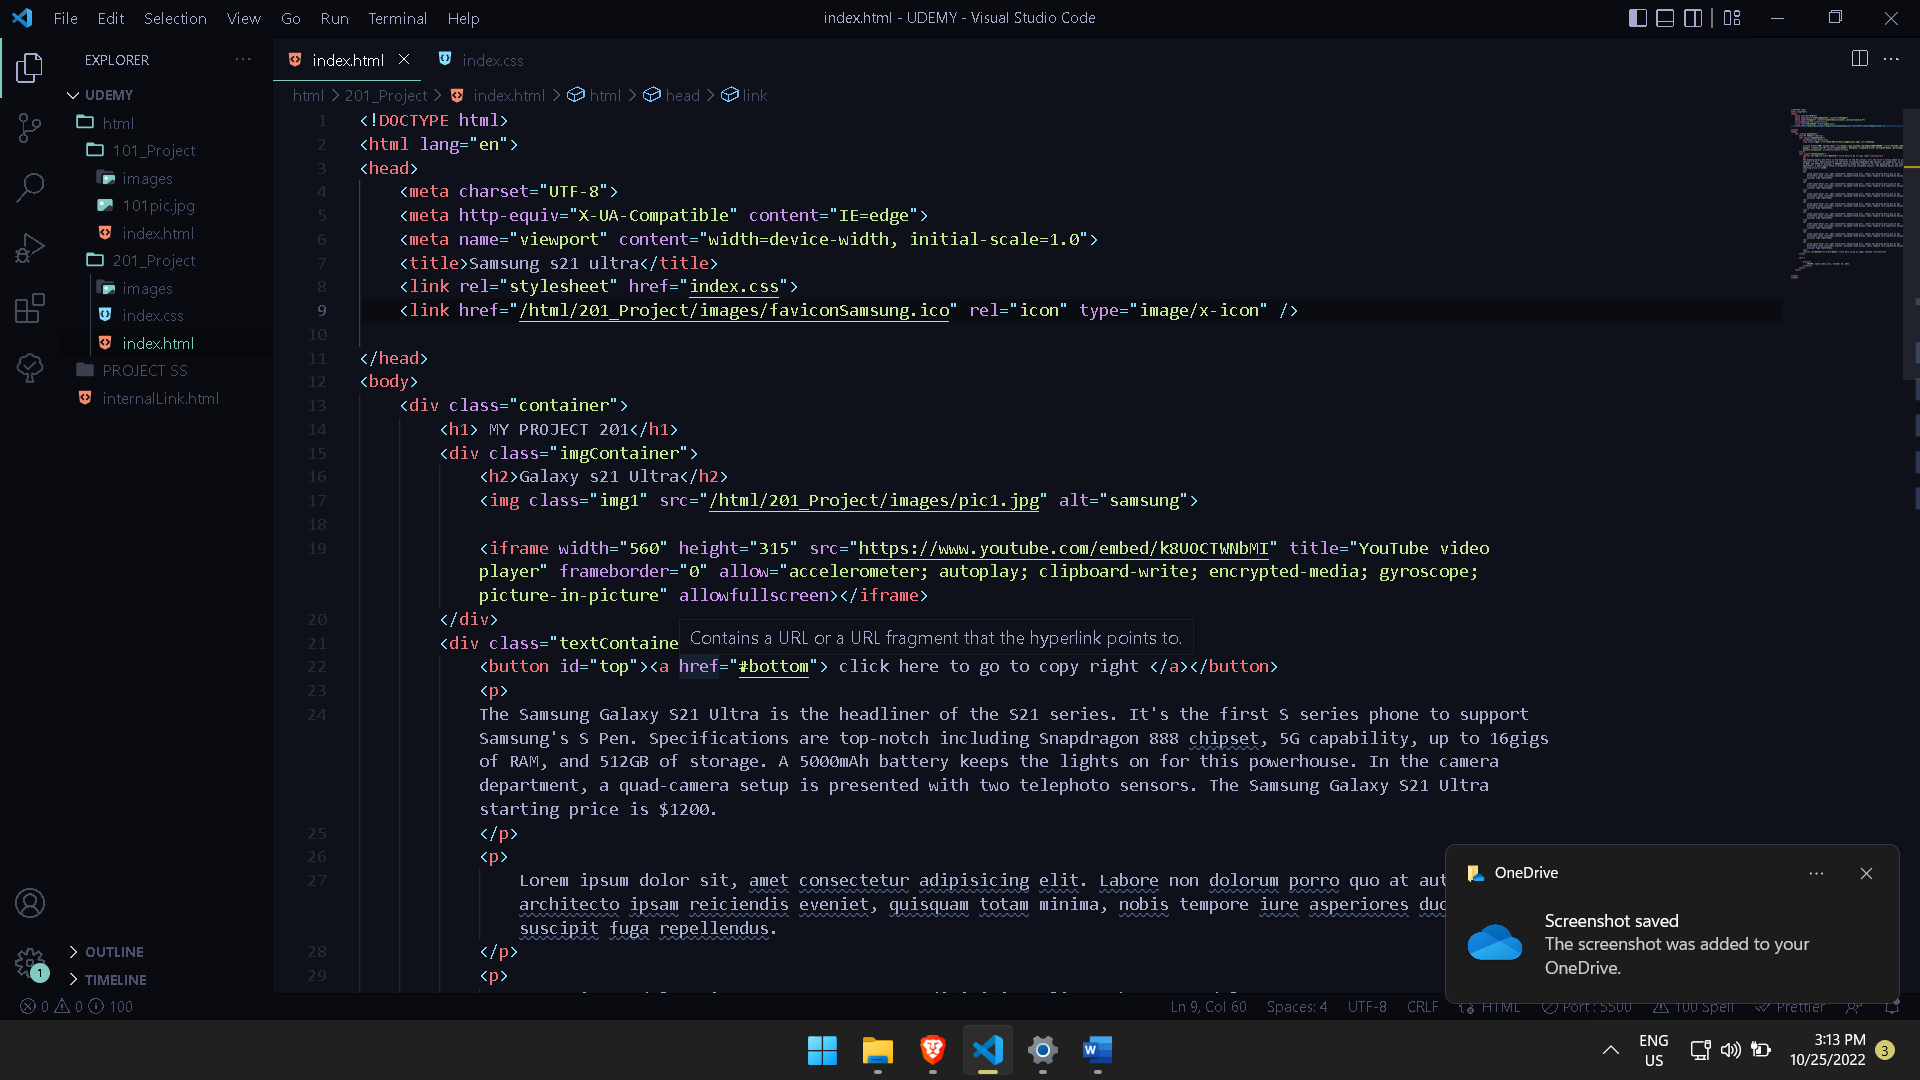 File Edit Selection View Go Run Terminal Help
index.html - UDEMY - Visual Studio Code
EXPLORER
index.html
index.css
UDEMY
html
101_Project
images
101pic.jpg
index.html
201_Project
images
index.css
index.html
PROJECT SS
internalLink.html
OUTLINE
TIMELINE
html > 201_Project > index.html > html > head > link
1 <!DOCTYPE html>
2 <html lang="en">
3 <head>
4 <meta charset="UTF-8">
5 <meta http-equiv="X-UA-Compatible" content="IE=edge">
6 <meta name="viewport" content="width=device-width, initial-scale=1.0">
7 <title>Samsung s21 ultra</title>
8 <link rel="stylesheet" href="index.css">
9 <link href="/html/201_Project/images/faviconSamsung.ico" rel="icon" type="image/x-icon" />
10
11 </head>
12 <body>
13 <div class="container">
14 <h1> MY PROJECT 201</h1>
15 <div class="imgContainer">
16 <h2>Galaxy s21 Ultra</h2>
17 <img class="img1" src="/html/201_Project/images/pic1.jpg" alt="samsung">
18
19 <iframe width="560" height="315" src="https://www.youtube.com/embed/k8UOCTWNbMI" title="YouTube video
player" frameborder="0" allow="accelerometer; autoplay; clipboard-write; encrypted-media; gyroscope;
picture-in-picture" allowfullscreen></iframe>
20 </div>
21 <div class="textContaine
Contains a URL or a URL fragment that the hyperlink points to.
22 <button id="top"><a href="#bottom"> click here to go to copy right </a></button>
23 <p>
24 The Samsung Galaxy S21 Ultra is the headliner of the S21 series. It's the first S series phone to support
Samsung's S Pen. Specifications are top-notch including Snapdragon 888 chipset, 5G capability, up to 16gigs
of RAM, and 512GB of storage. A 5000mAh battery keeps the lights on for this powerhouse. In the camera
department, a quad-camera setup is presented with two telephoto sensors. The Samsung Galaxy S21 Ultra
starting price is $1200.
25 </p>
26 <p>
27 Lorem ipsum dolor sit, amet consectetur adipisicing elit. Labore non dolorum porro quo at aut
architecto ipsam reiciendis eveniet, quisquam totam minima, nobis tempore iure asperiores duc
suscipit fuga repellendus.
28 </p>
29 <p>
OneDrive
Screenshot saved
The screenshot was added to your
OneDrive.
1
0 0 100
Ln 9, Col 60 Spaces: 4 UTF-8 CRLF HTML Port : 5500 100 Spell Prettier
ENG
US
3:13 PM
10/25/2022
3